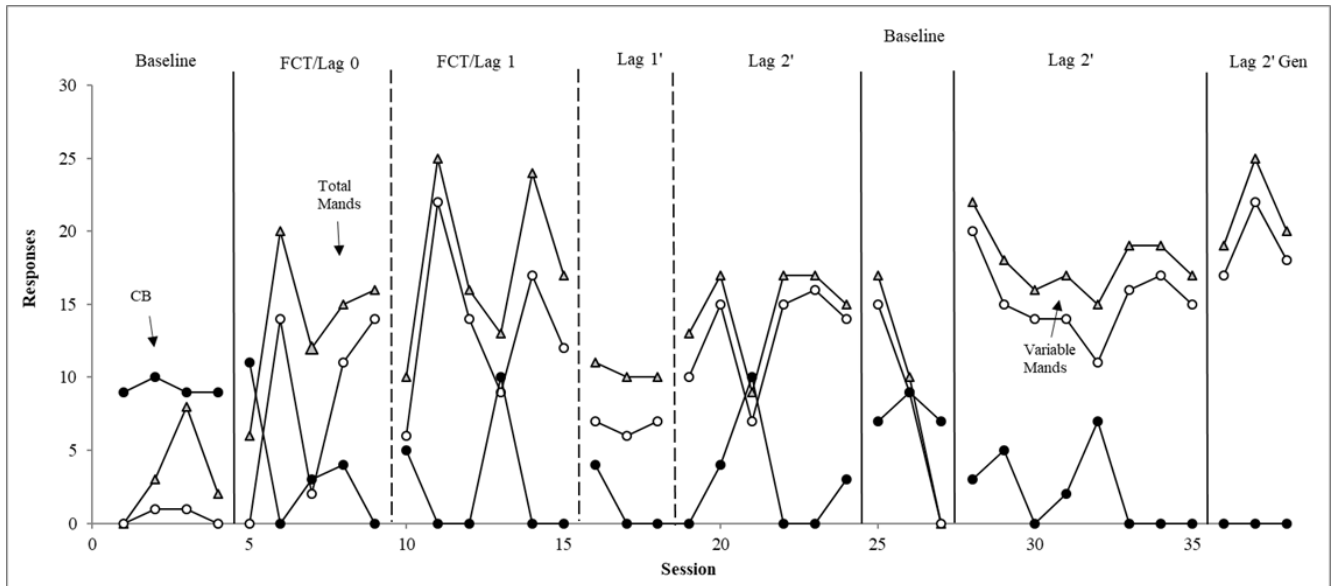 Baseline
Baseline FCT/Lag 0 FCT/Lag 1 Lag 1' Lag 2' Lag 2' Lag 2' Gen
30
25
20
15
10
5
0
Responses
CB
Total
Mands
Variable
Mands
0 5 10 15 20 25 30 35
Session